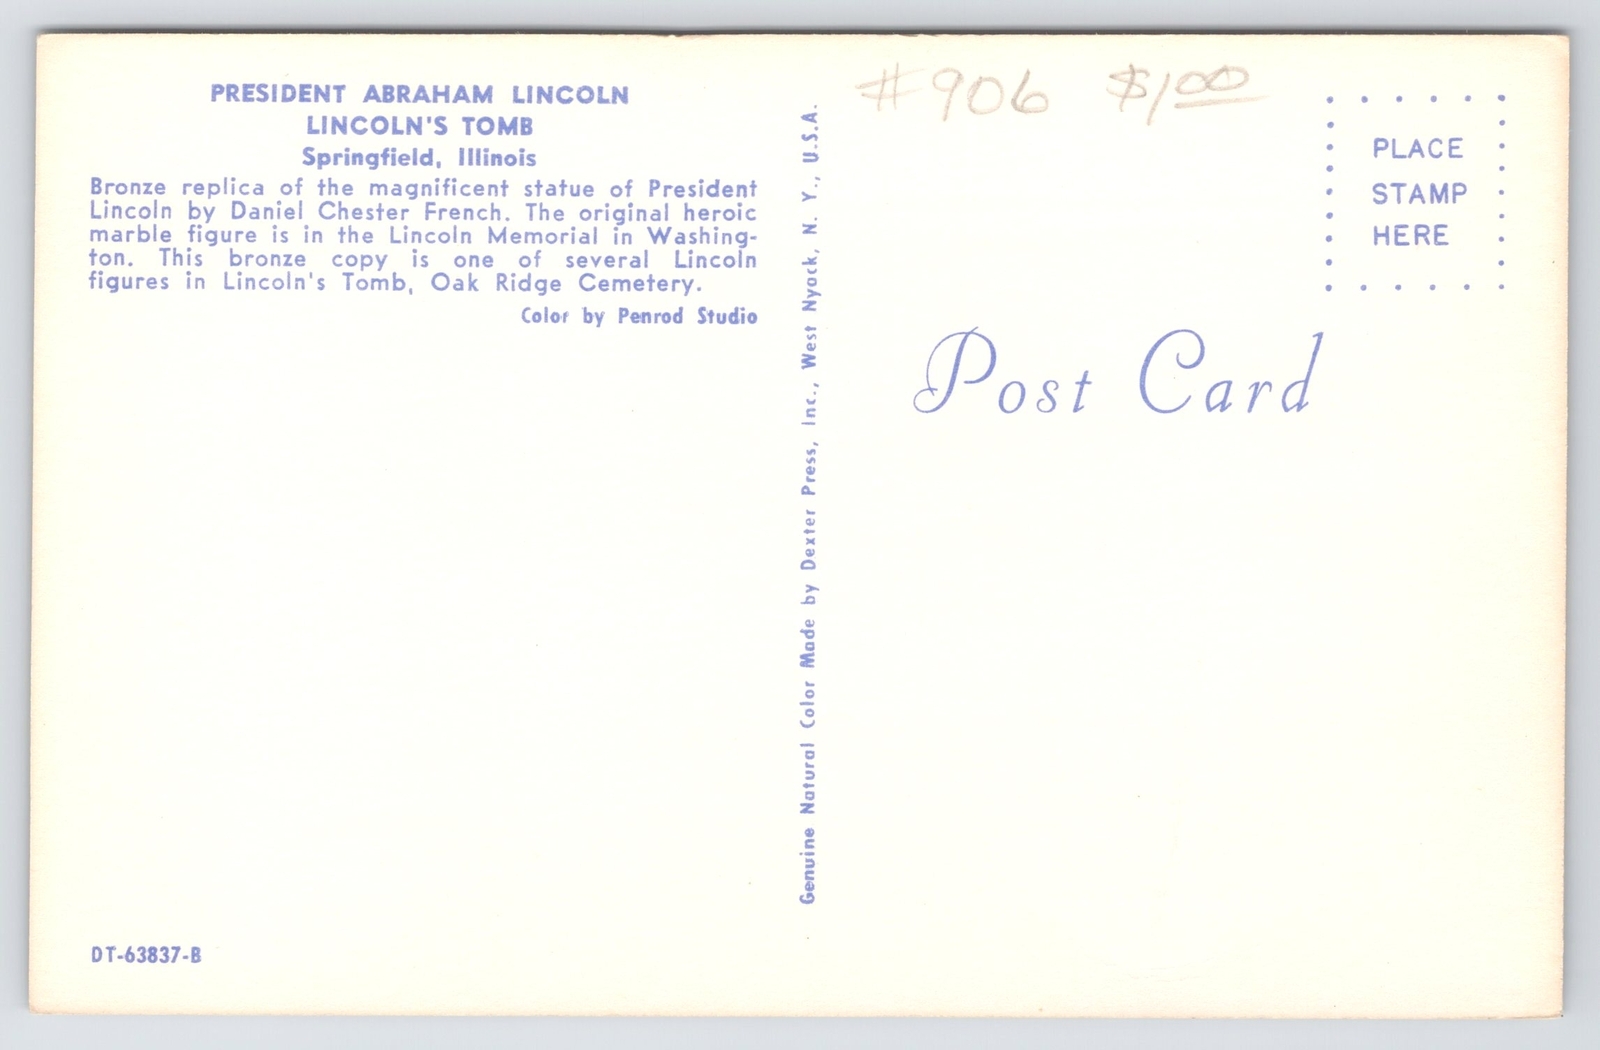 PRESIDENT ABRAHAM LINCOLN
LINCOLN'S TOMB
Springfield, Illinois
Bronze replica of the magnificent statue of President
Lincoln by Daniel Chester French. The original heroic
marble figure is in the Lincoln Memorial in Washing-
ton. This bronze copy is one of several Lincoln
figures in Lincoln's Tomb, Oak Ridge Cemetery.
Color by Penrod Studio
DT-63837-B
Genuine Natural Color Made by Dexter Press, Inc., West Nyack, N. Y., U.S.A.
#906 $1.00
PLACE
STAMP
HERE
Post Card